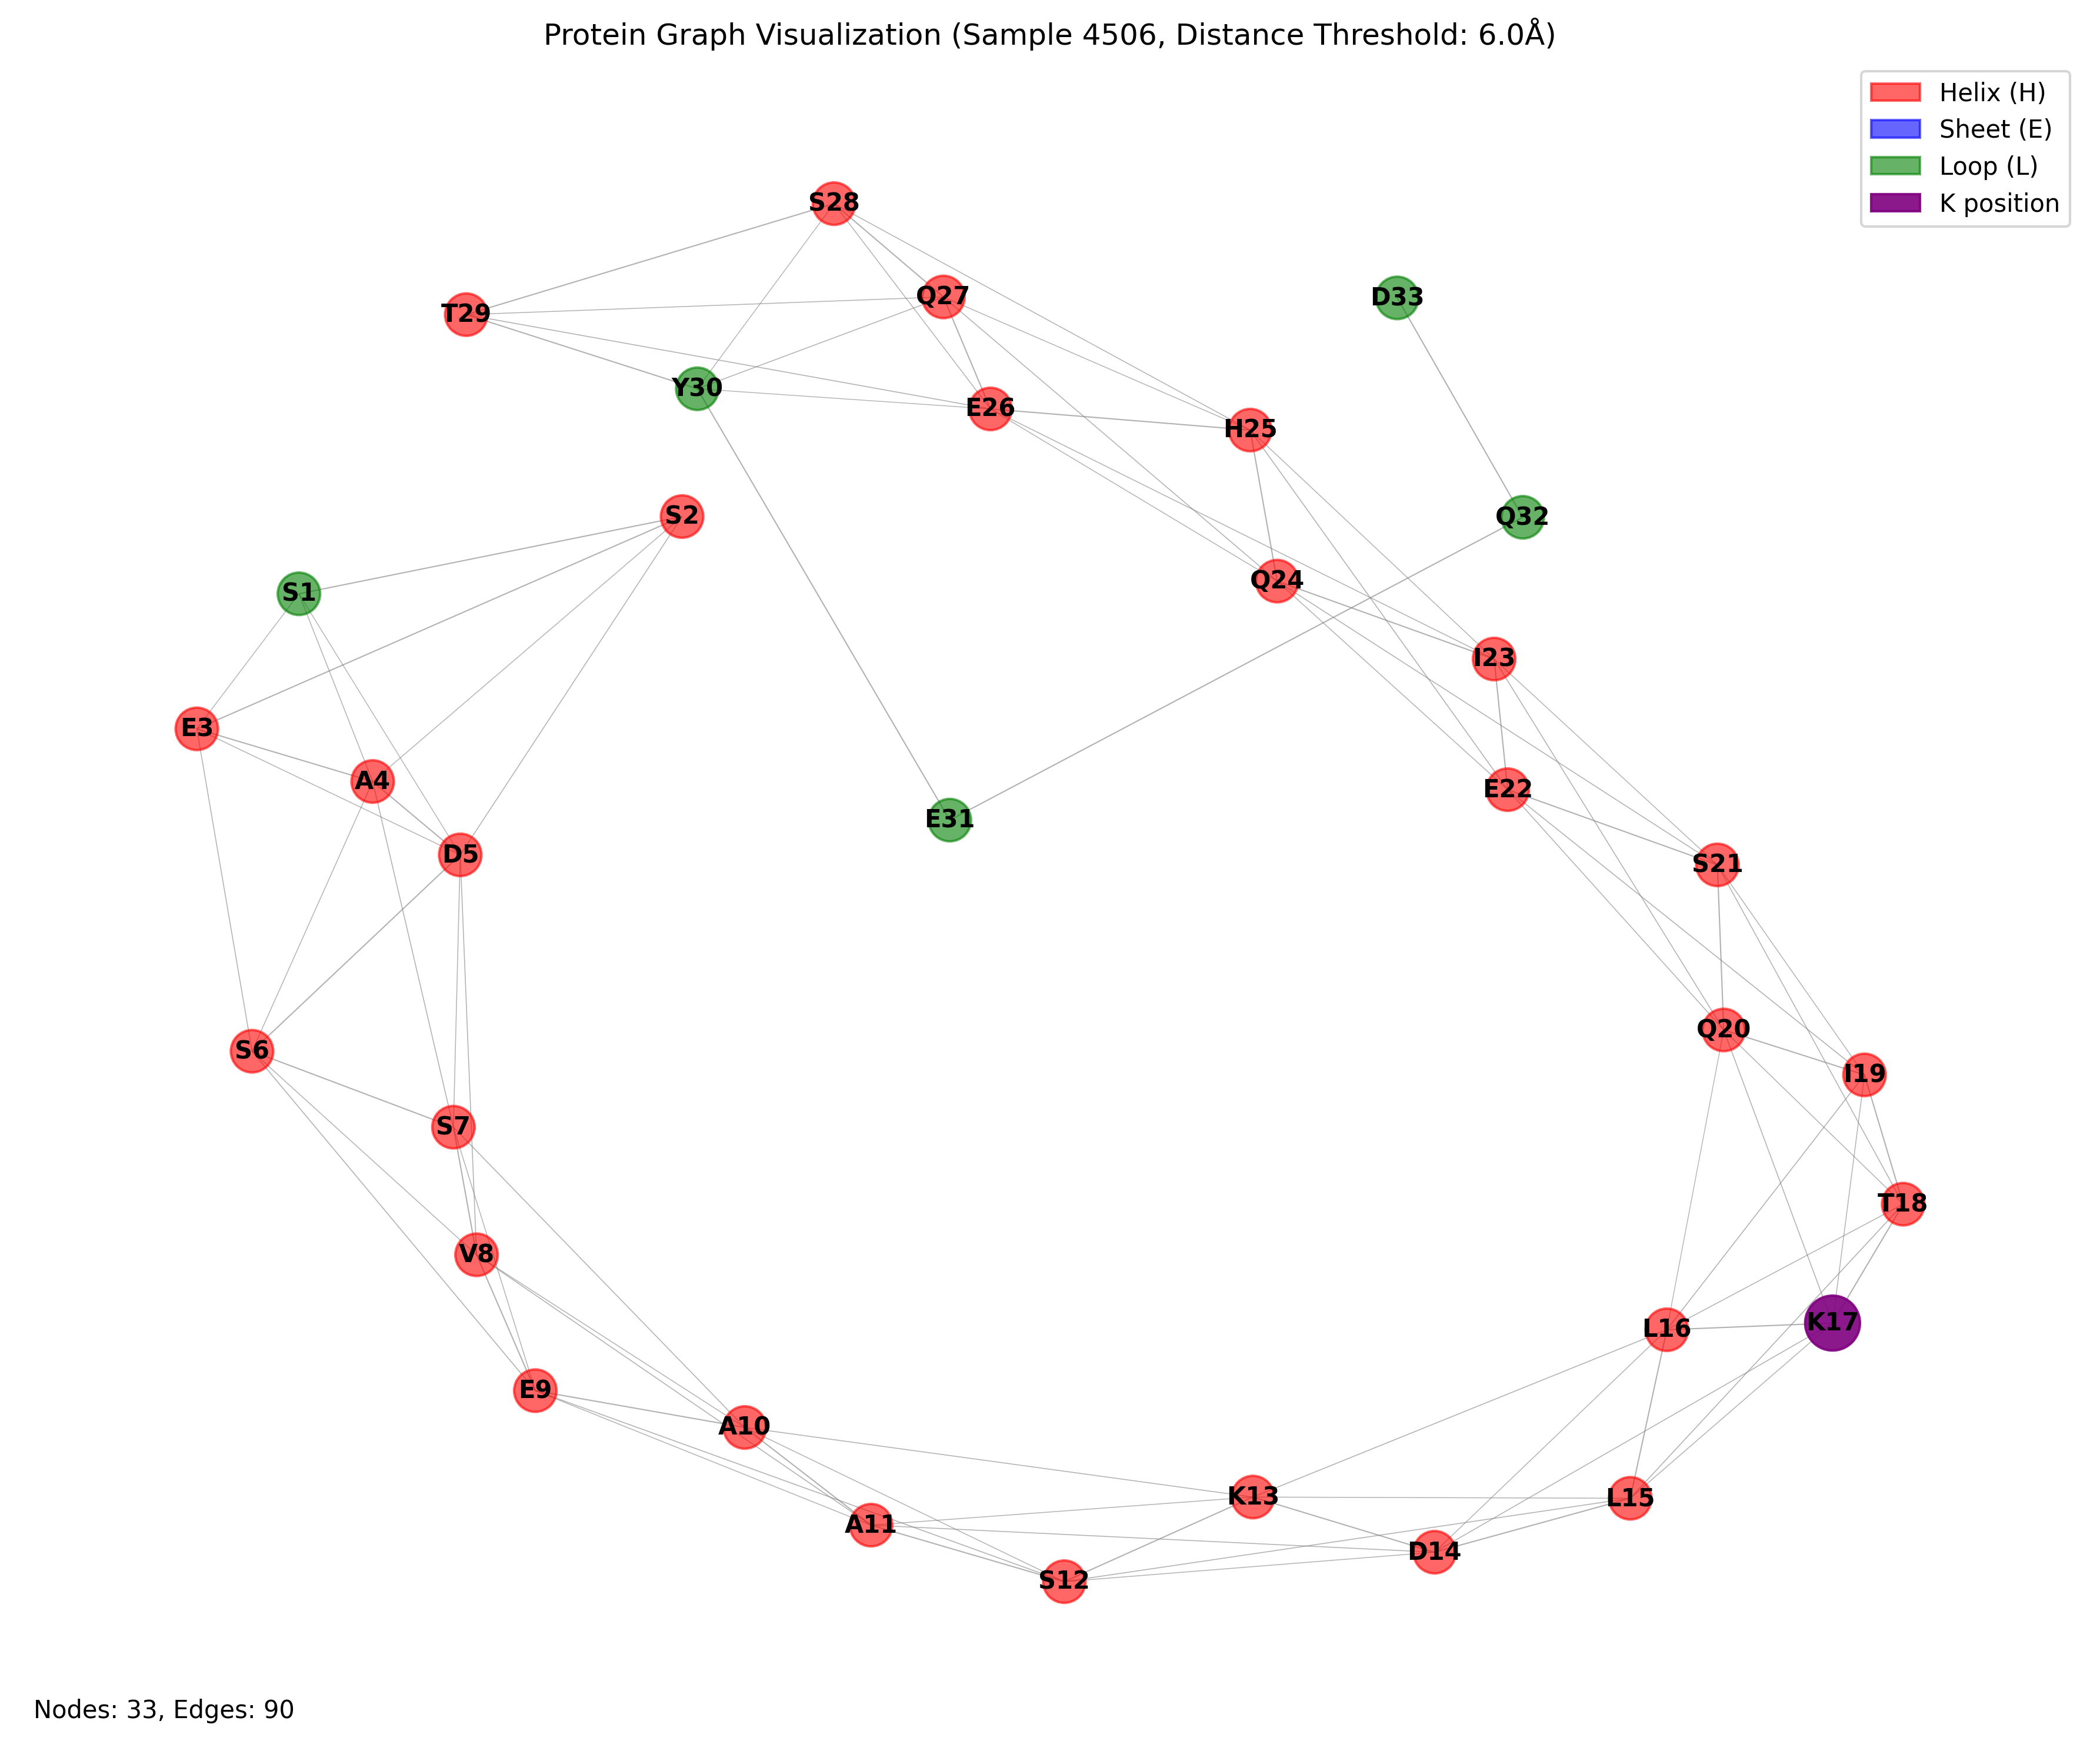 Protein Graph Visualization (Sample 4506, Distance Threshold: 6.0Å)
Helix (H)
Sheet (E)
Loop (L)
K position
S28
Q27
D33
T29
Y30
E26
H25
S2
Q32
Q24
S1
I23
E3
A4
E22
E31
D5
S21
Q20
S6
I19
S7
T18
V8
K17
L16
E9
A10
K13
L15
A11
D14
S12
Nodes: 33, Edges: 90